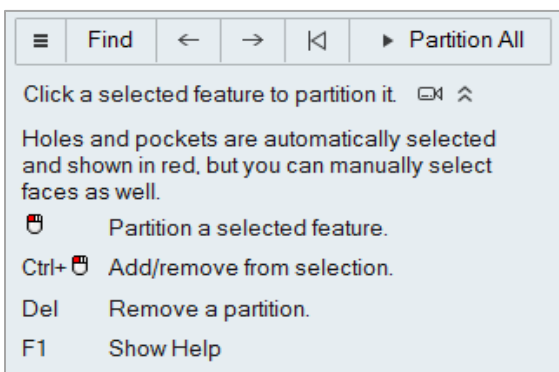 Find Partition All
Click a selected feature to partition it.
Holes and pockets are automatically selected
and shown in red, but you can manually select
faces as well.
Partition a selected feature.
Ctrl+ Add/remove from selection.
Del Remove a partition.
F1 Show Help